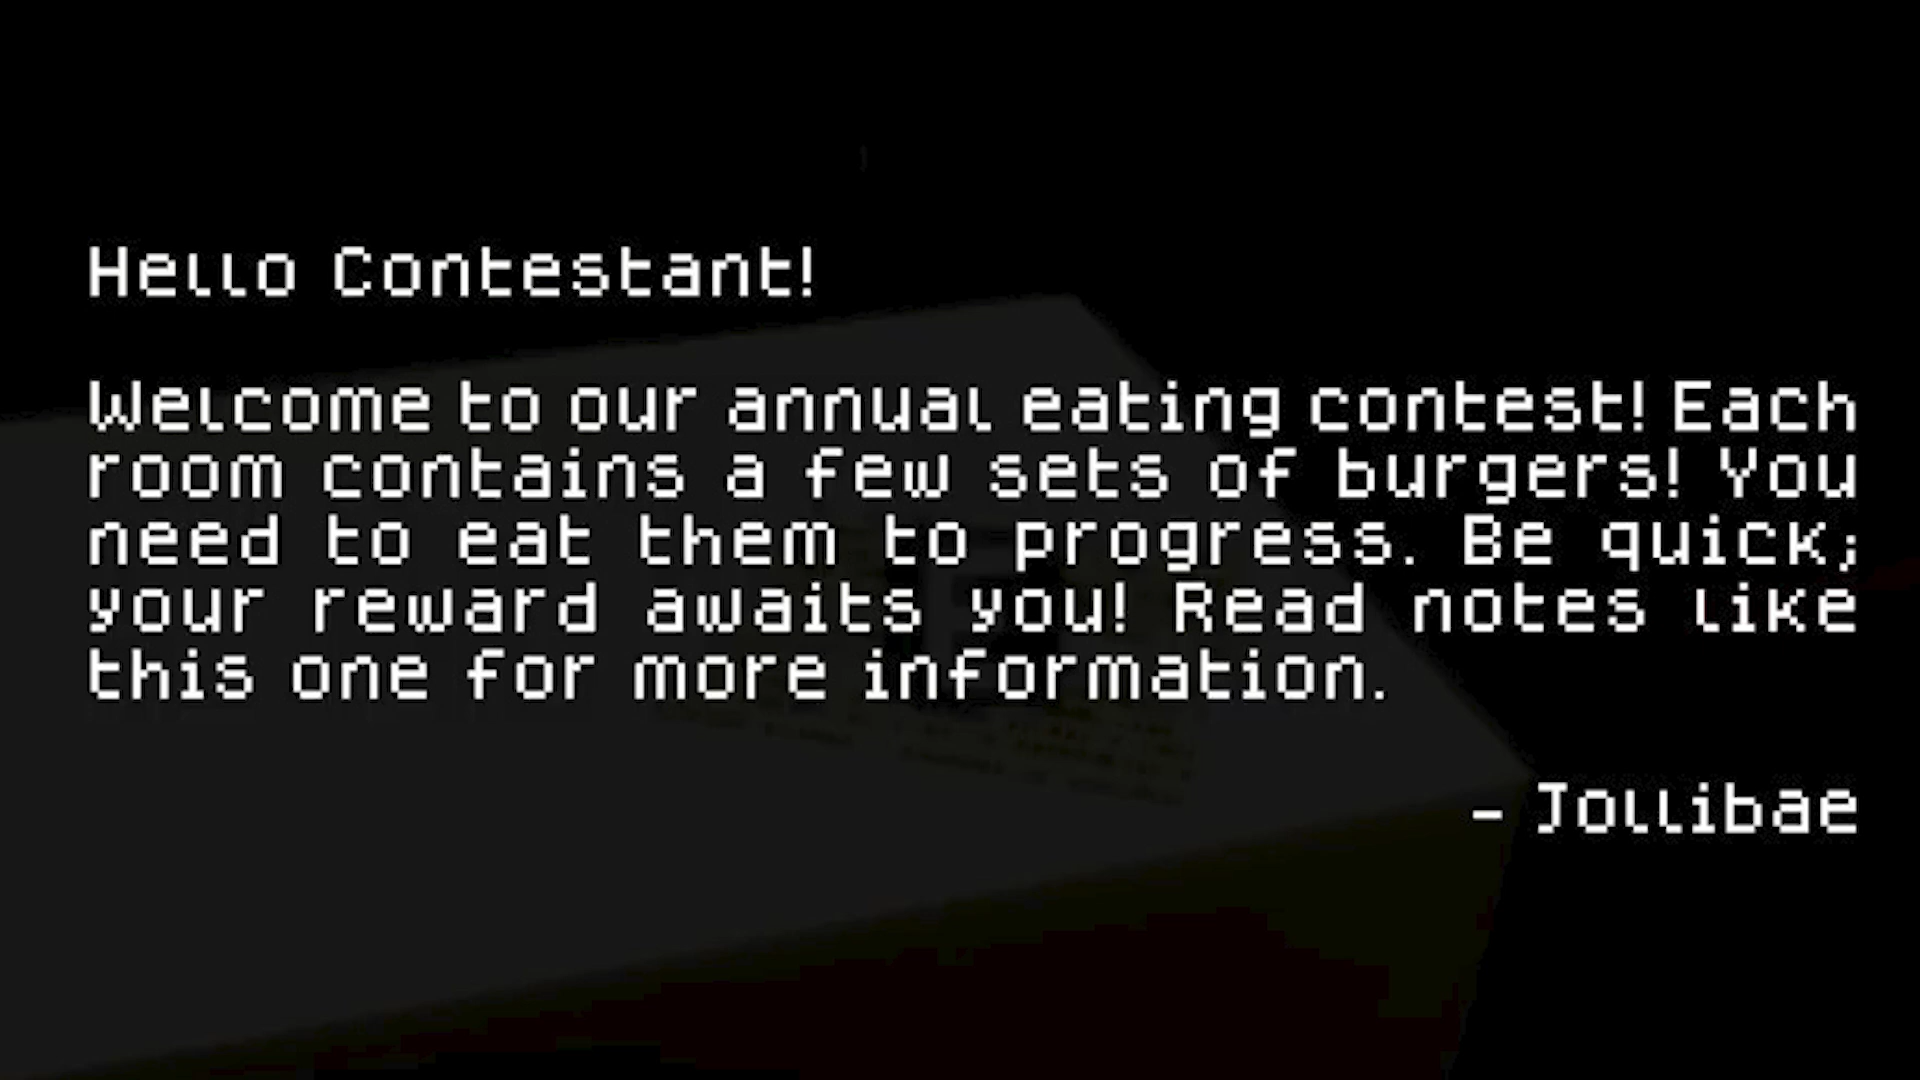 Hello Contestant!
Welcome to our annual eating contest! Each
room contains a few sets of burgers! You
need to eat them to progress. Be quick;
your reward awaits you! Read notes like
this one for more information.
- Jollibae